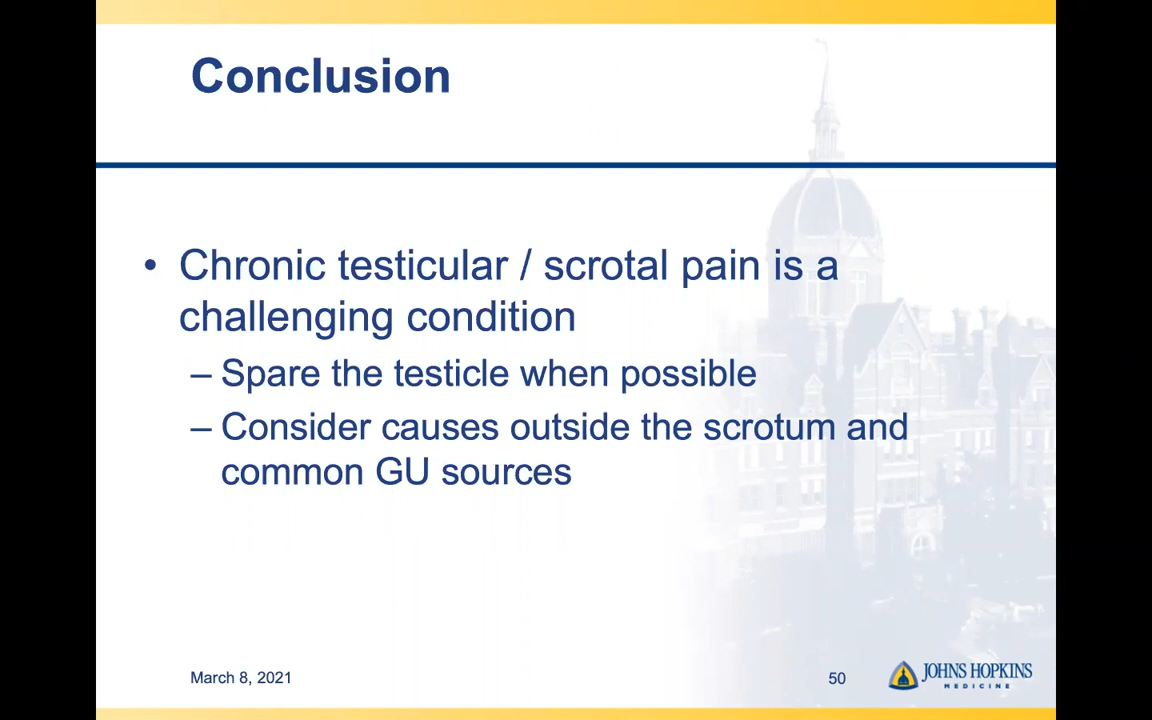 Conclusion
• Chronic testicular / scrotal pain is a
challenging condition
– Spare the testicle when possible
– Consider causes outside the scrotum and
common GU sources
March 8, 2021
50
JOHNS HOPKINS
MEDICINE